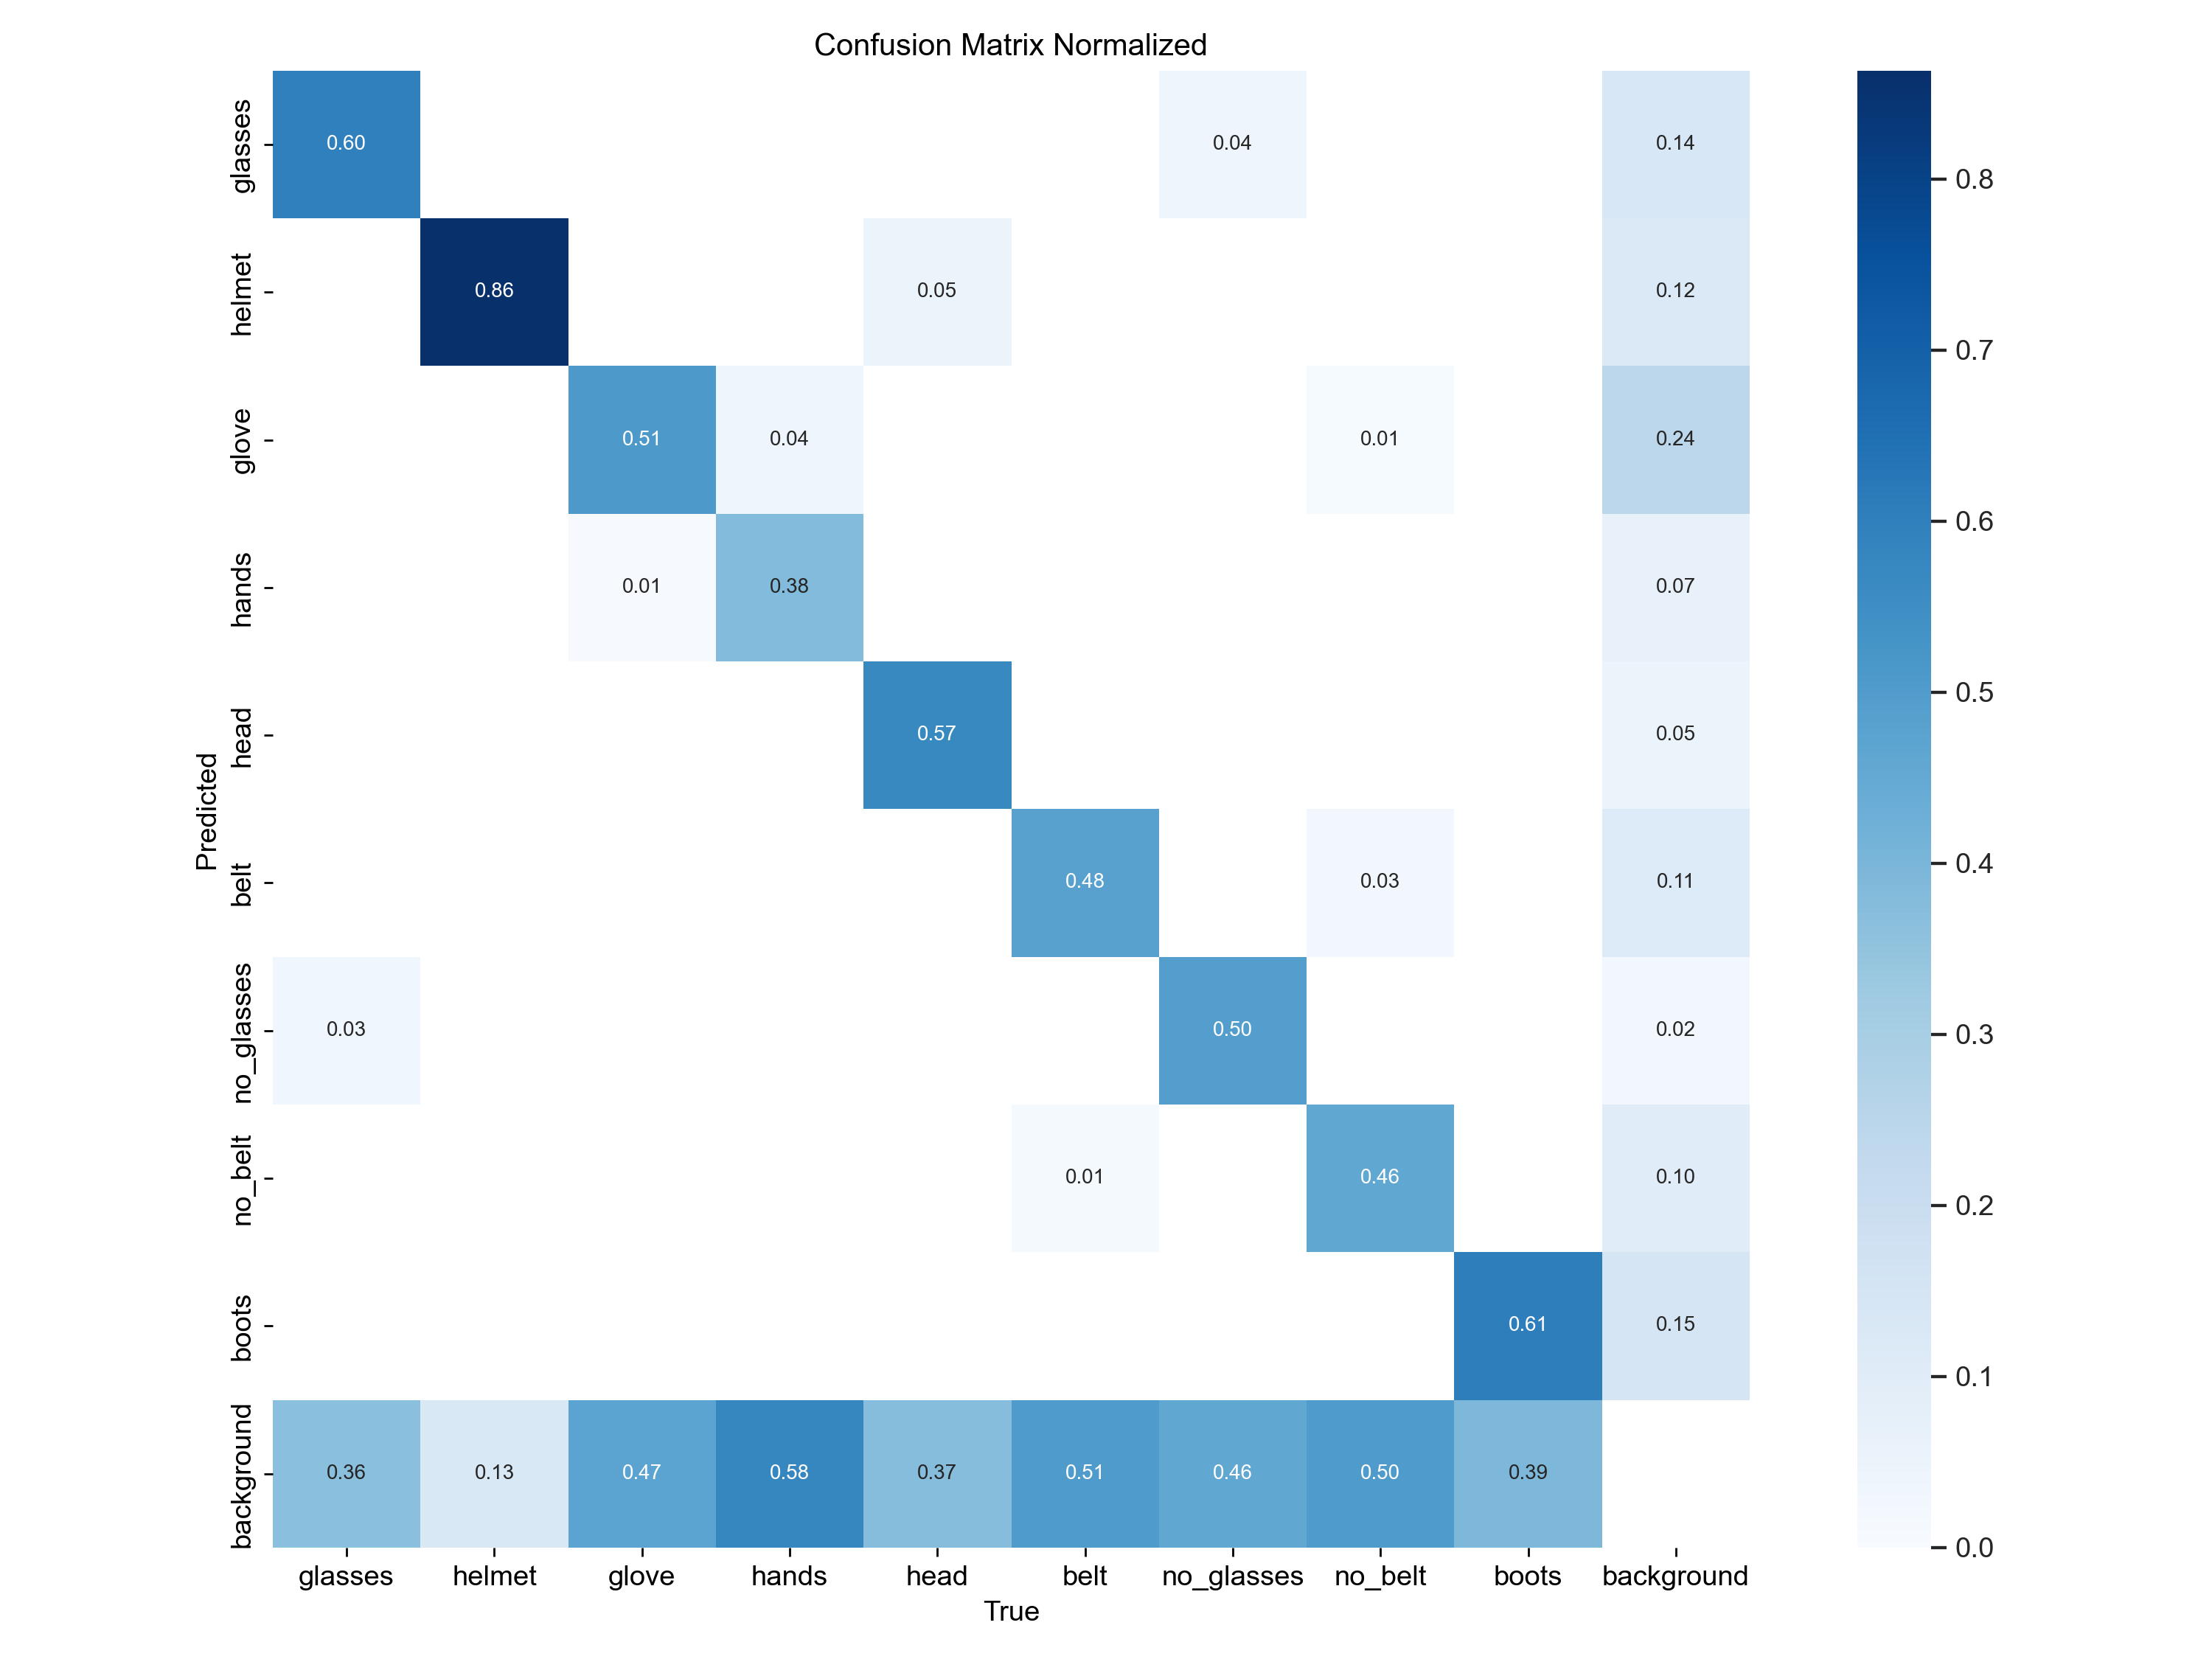 Confusion Matrix Normalized
glasses
0.60
0.04
0.14
helmet
0.86
0.05
0.12
glove
0.51
0.04
0.01
0.24
hands
0.01
0.38
0.07
head
0.57
0.05
belt
0.48
0.03
0.11
no_glasses
0.03
0.50
0.02
no_belt
0.01
0.46
0.10
boots
0.61
0.15
background
0.36
0.13
0.47
0.58
0.37
0.51
0.46
0.50
0.39
Predicted
glasses
helmet
glove
hands
head
belt
no_glasses
no_belt
boots
background
True
0.8
0.7
0.6
0.5
0.4
0.3
0.2
0.1
0.0